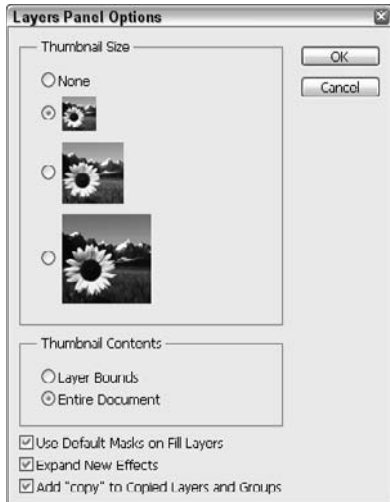 Layers Panel Options
Thumbnail Size
OK
None
Cancel
Thumbnail Contents
Layer Bounds
Entire Document
Use Default Masks on Fill Layers
Expand New Effects
Add "copy" to Copied Layers and Groups